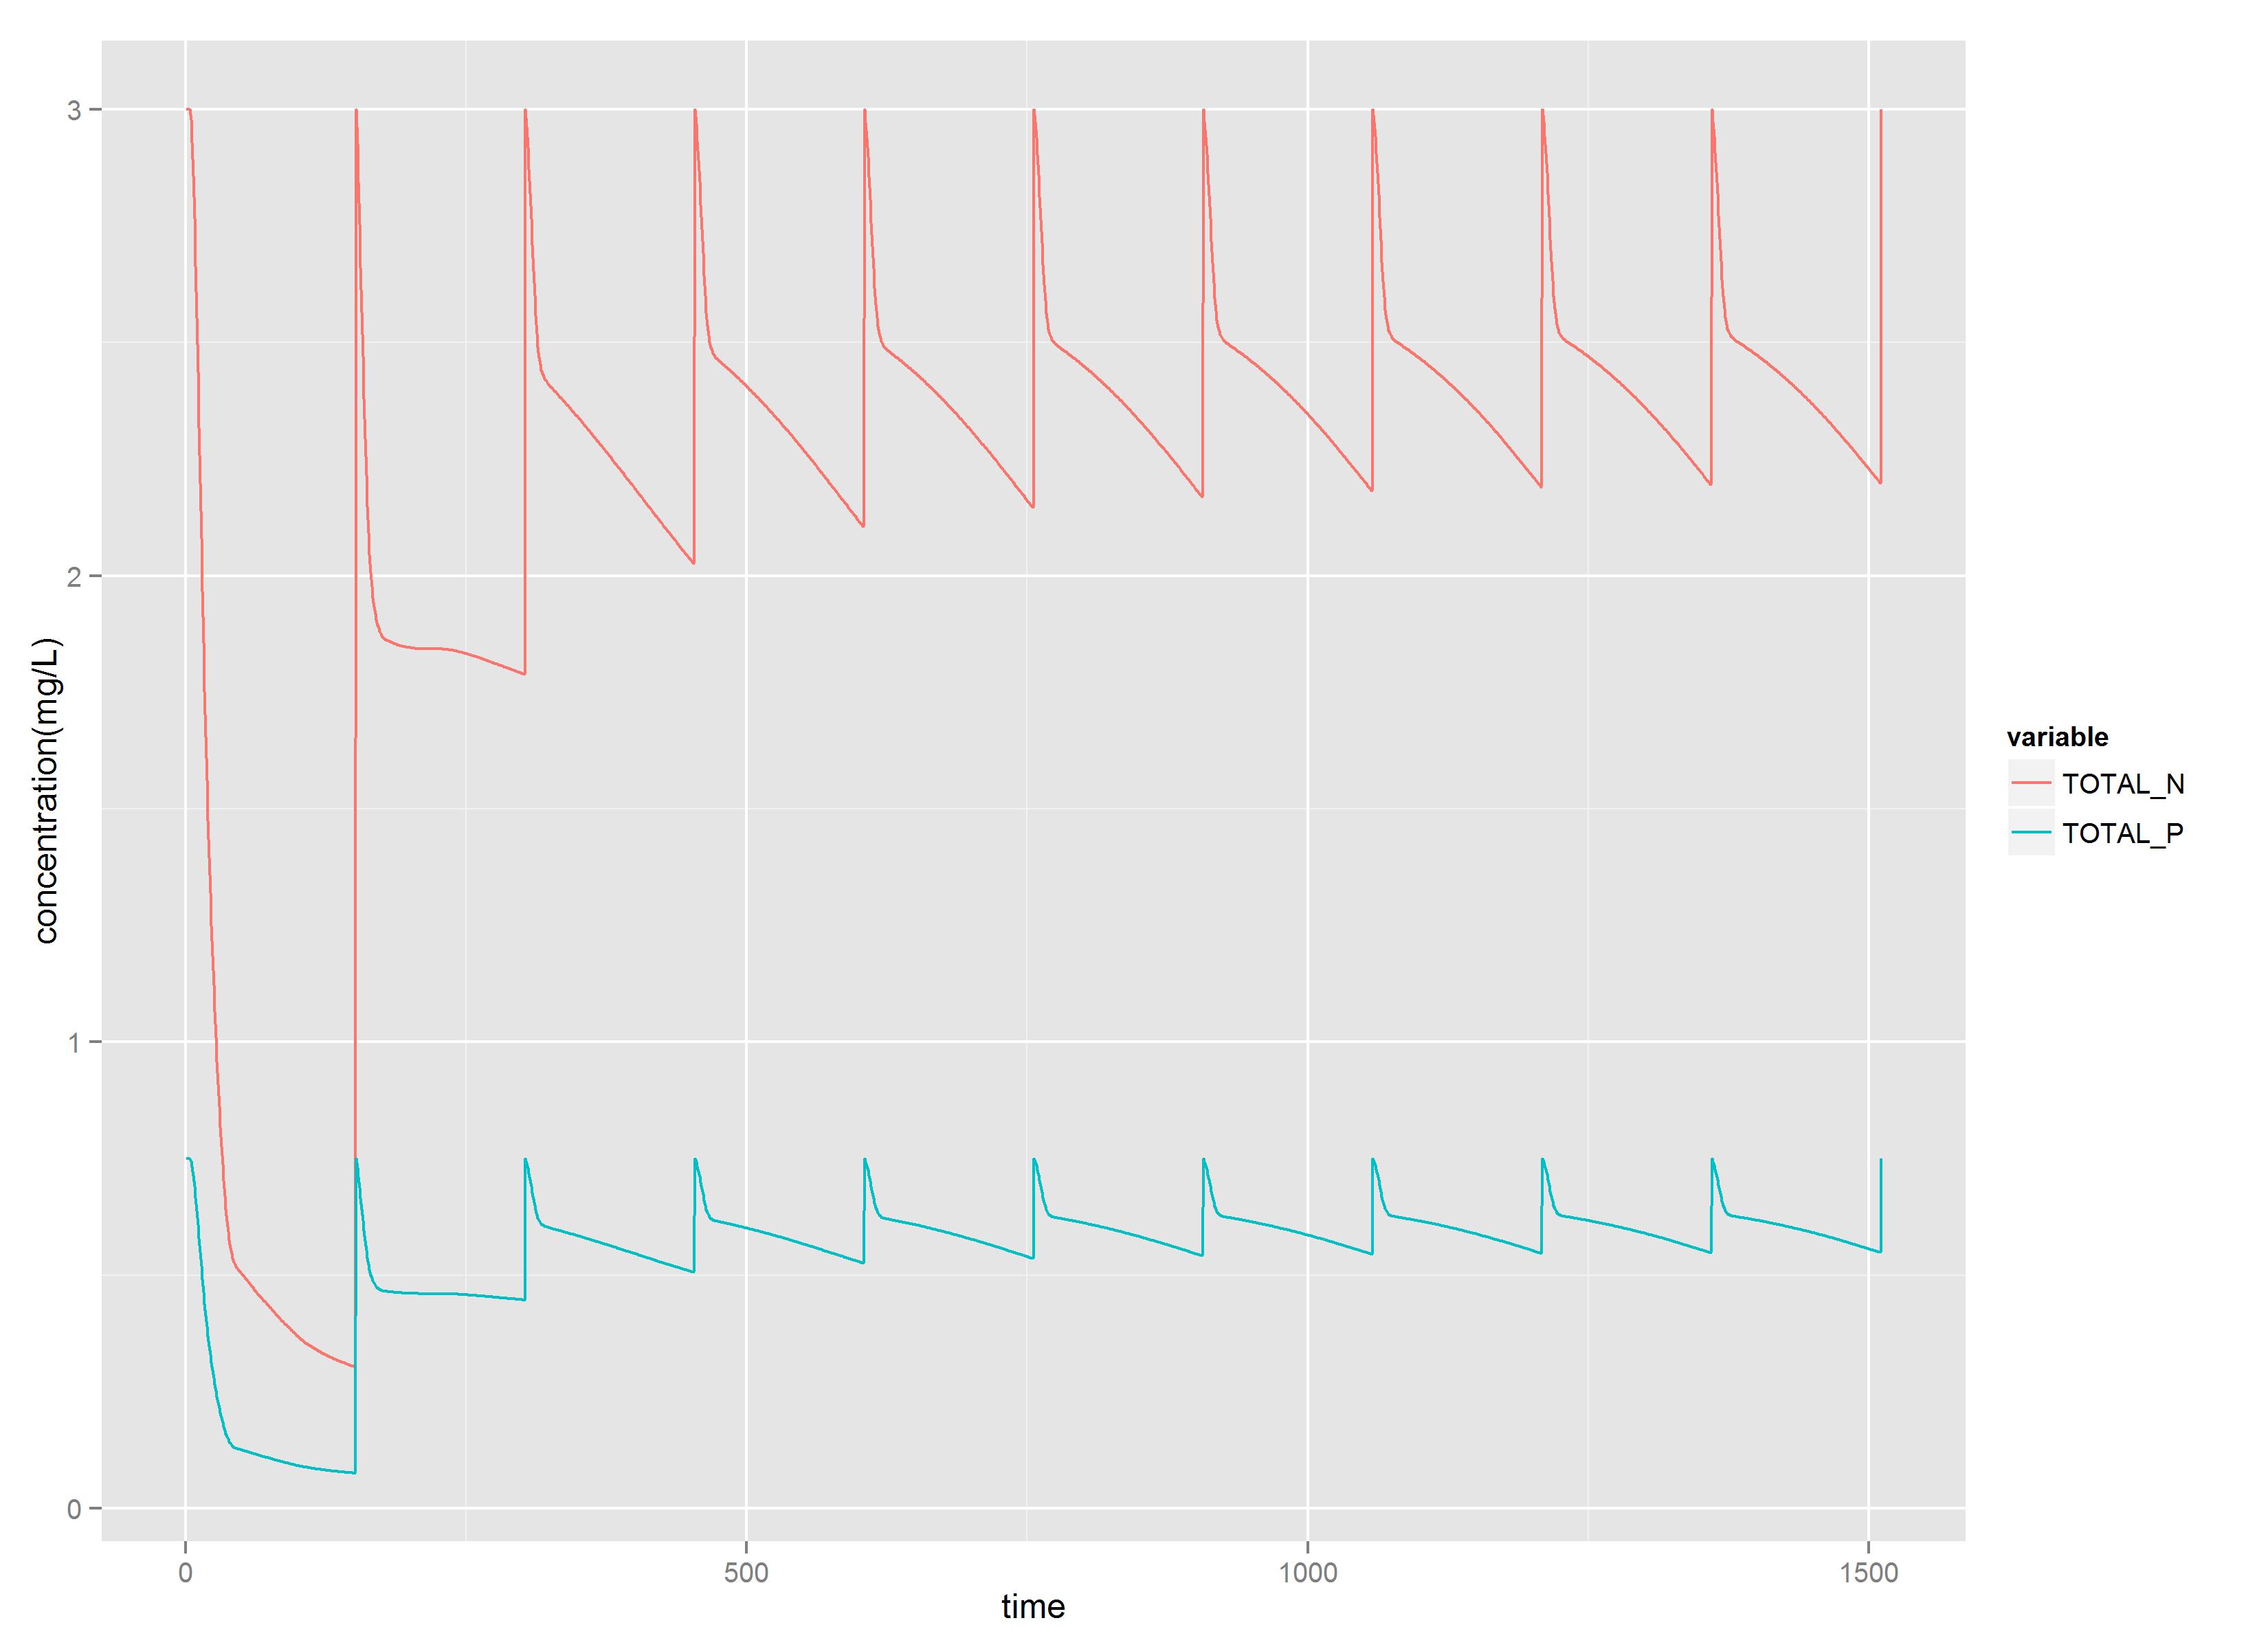 concentration(mg/L)
3
2
1
0
0 500 1000 1500
time
variable
TOTAL_N
TOTAL_P